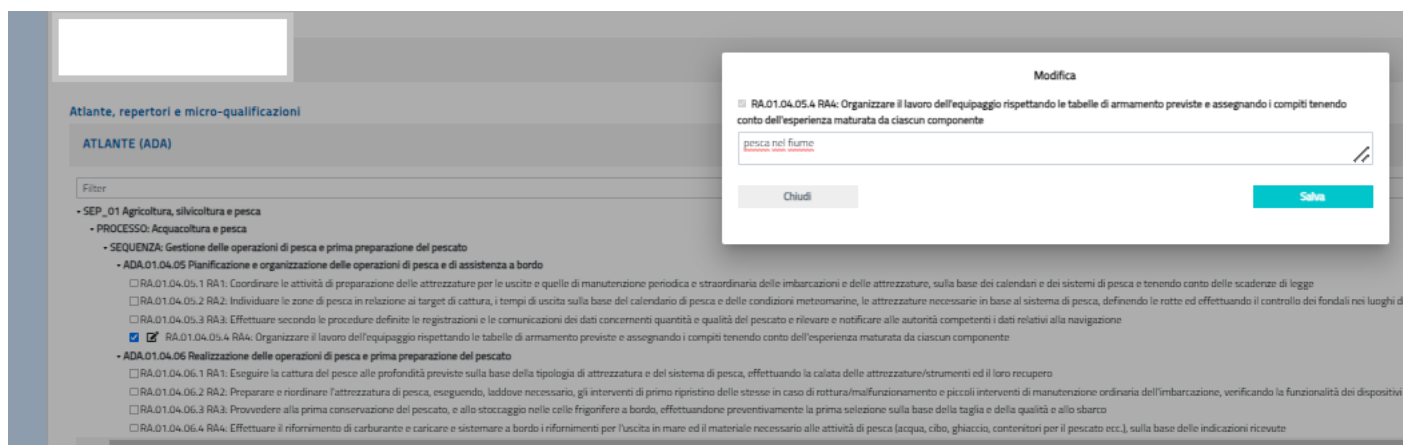 Atlante, repertori e micro-qualificazioni
ATLANTE (ADA)
Filter
SEP_01 Agricoltura, silvicoltura e pesca
PROCESSO: Acquacoltura e pesca
SEQUENZA: Gestione delle operazioni di pesca e prima preparazione del pescato
ADA.01.04.05 Pianificazione e organizzazione delle operazioni di pesca e di assistenza a bordo
RA.01.04.05.1 RA1: Coordinare le attività di preparazione delle attrezzature per le uscite e quelle di manutenzione periodica e straordinaria delle imbarcazioni e delle attrezzature, sulla base dei calendari e dei sistemi di pesca e tenendo conto delle scadenze di legge
RA.01.04.05.2 RA2: Individuare le zone di pesca in relazione ai target di cattura, i tempi di uscita sulla base del calendario di pesca e delle condizioni meteomarine, le attrezzature necessarie in base al sistema di pesca, definendo le rotte ed effettuando il controllo dei fondali nei luoghi d
RA.01.04.05.3 RA3: Effettuare secondo le procedure definite le registrazioni e le comunicazioni dei dati concernenti quantità e qualità del pescato e rilevare e notificare alle autorità competenti i dati relativi alla navigazione
RA.01.04.05.4 RA4: Organizzare il lavoro dell'equipaggio rispettando le tabelle di armamento previste e assegnando i compiti tenendo conto dell'esperienza maturata da ciascun componente
ADA.01.04.06 Realizzazione delle operazioni di pesca e prima preparazione del pescato
RA.01.04.06.1 RA1: Eseguire la cattura del pesce alle profondità previste sulla base della tipologia di attrezzatura e del sistema di pesca, effettuando la calata delle attrezzature/strumenti ed il loro recupero
RA.01.04.06.2 RA2: Preparare e riordinare l'attrezzatura di pesca, eseguendo, laddove necessario, gli interventi di primo ripristino delle stesse in caso di rottura/malfunzionamento e piccoli interventi di manutenzione ordinaria dell'imbarcazione, verificando la funzionalità dei dispositivi
RA.01.04.06.3 RA3: Provvedere alla prima conservazione del pescato, e allo stoccaggio nelle celle frigorifere a bordo, effettuandone preventivamente la prima selezione sulla base della taglia e della qualità e allo sbarco
RA.01.04.06.4 RA4: Effettuare il rifornimento di carburante e caricare e sistemare a bordo i rifornimenti per l'uscita in mare ed il materiale necessario alle attività di pesca (acqua, cibo, ghiaccio, contenitori per il pescato ecc.), sulla base delle indicazioni ricevute
Modifica
RA.01.04.05.4 RA4: Organizzare il lavoro dell'equipaggio rispettando le tabelle di armamento previste e assegnando i compiti tenendo
conto dell'esperienza maturata da ciascun componente
pesca nel fiume
Chiudi
Salva